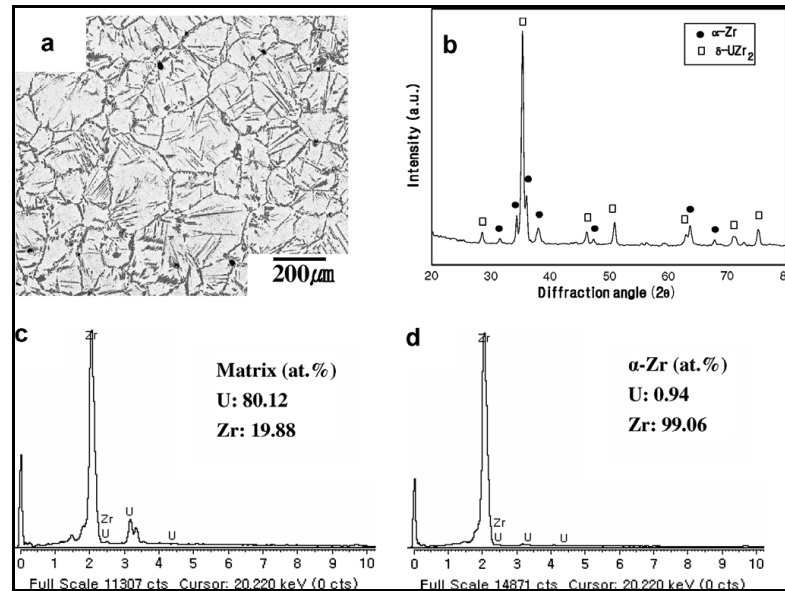 a
200μm
b
● α-Zr
□ δ-UZr₂
Intensity (a.u.)
20 30 40 50 60 70 80
Diffraction angle (2θ)
c
Zr
Matrix (at.%)
U: 80.12
Zr: 19.88
Zr
U
U
U
0 1 2 3 4 5 6 7 8 9 10
Full Scale 11307 cts Cursor: 20.220 keV (0 cts)
d
Zr
α-Zr (at.%)
U: 0.94
Zr: 99.06
Zr
U
U
U
0 1 2 3 4 5 6 7 8 9 10
Full Scale 14871 cts Cursor: 20.220 keV (0 cts)